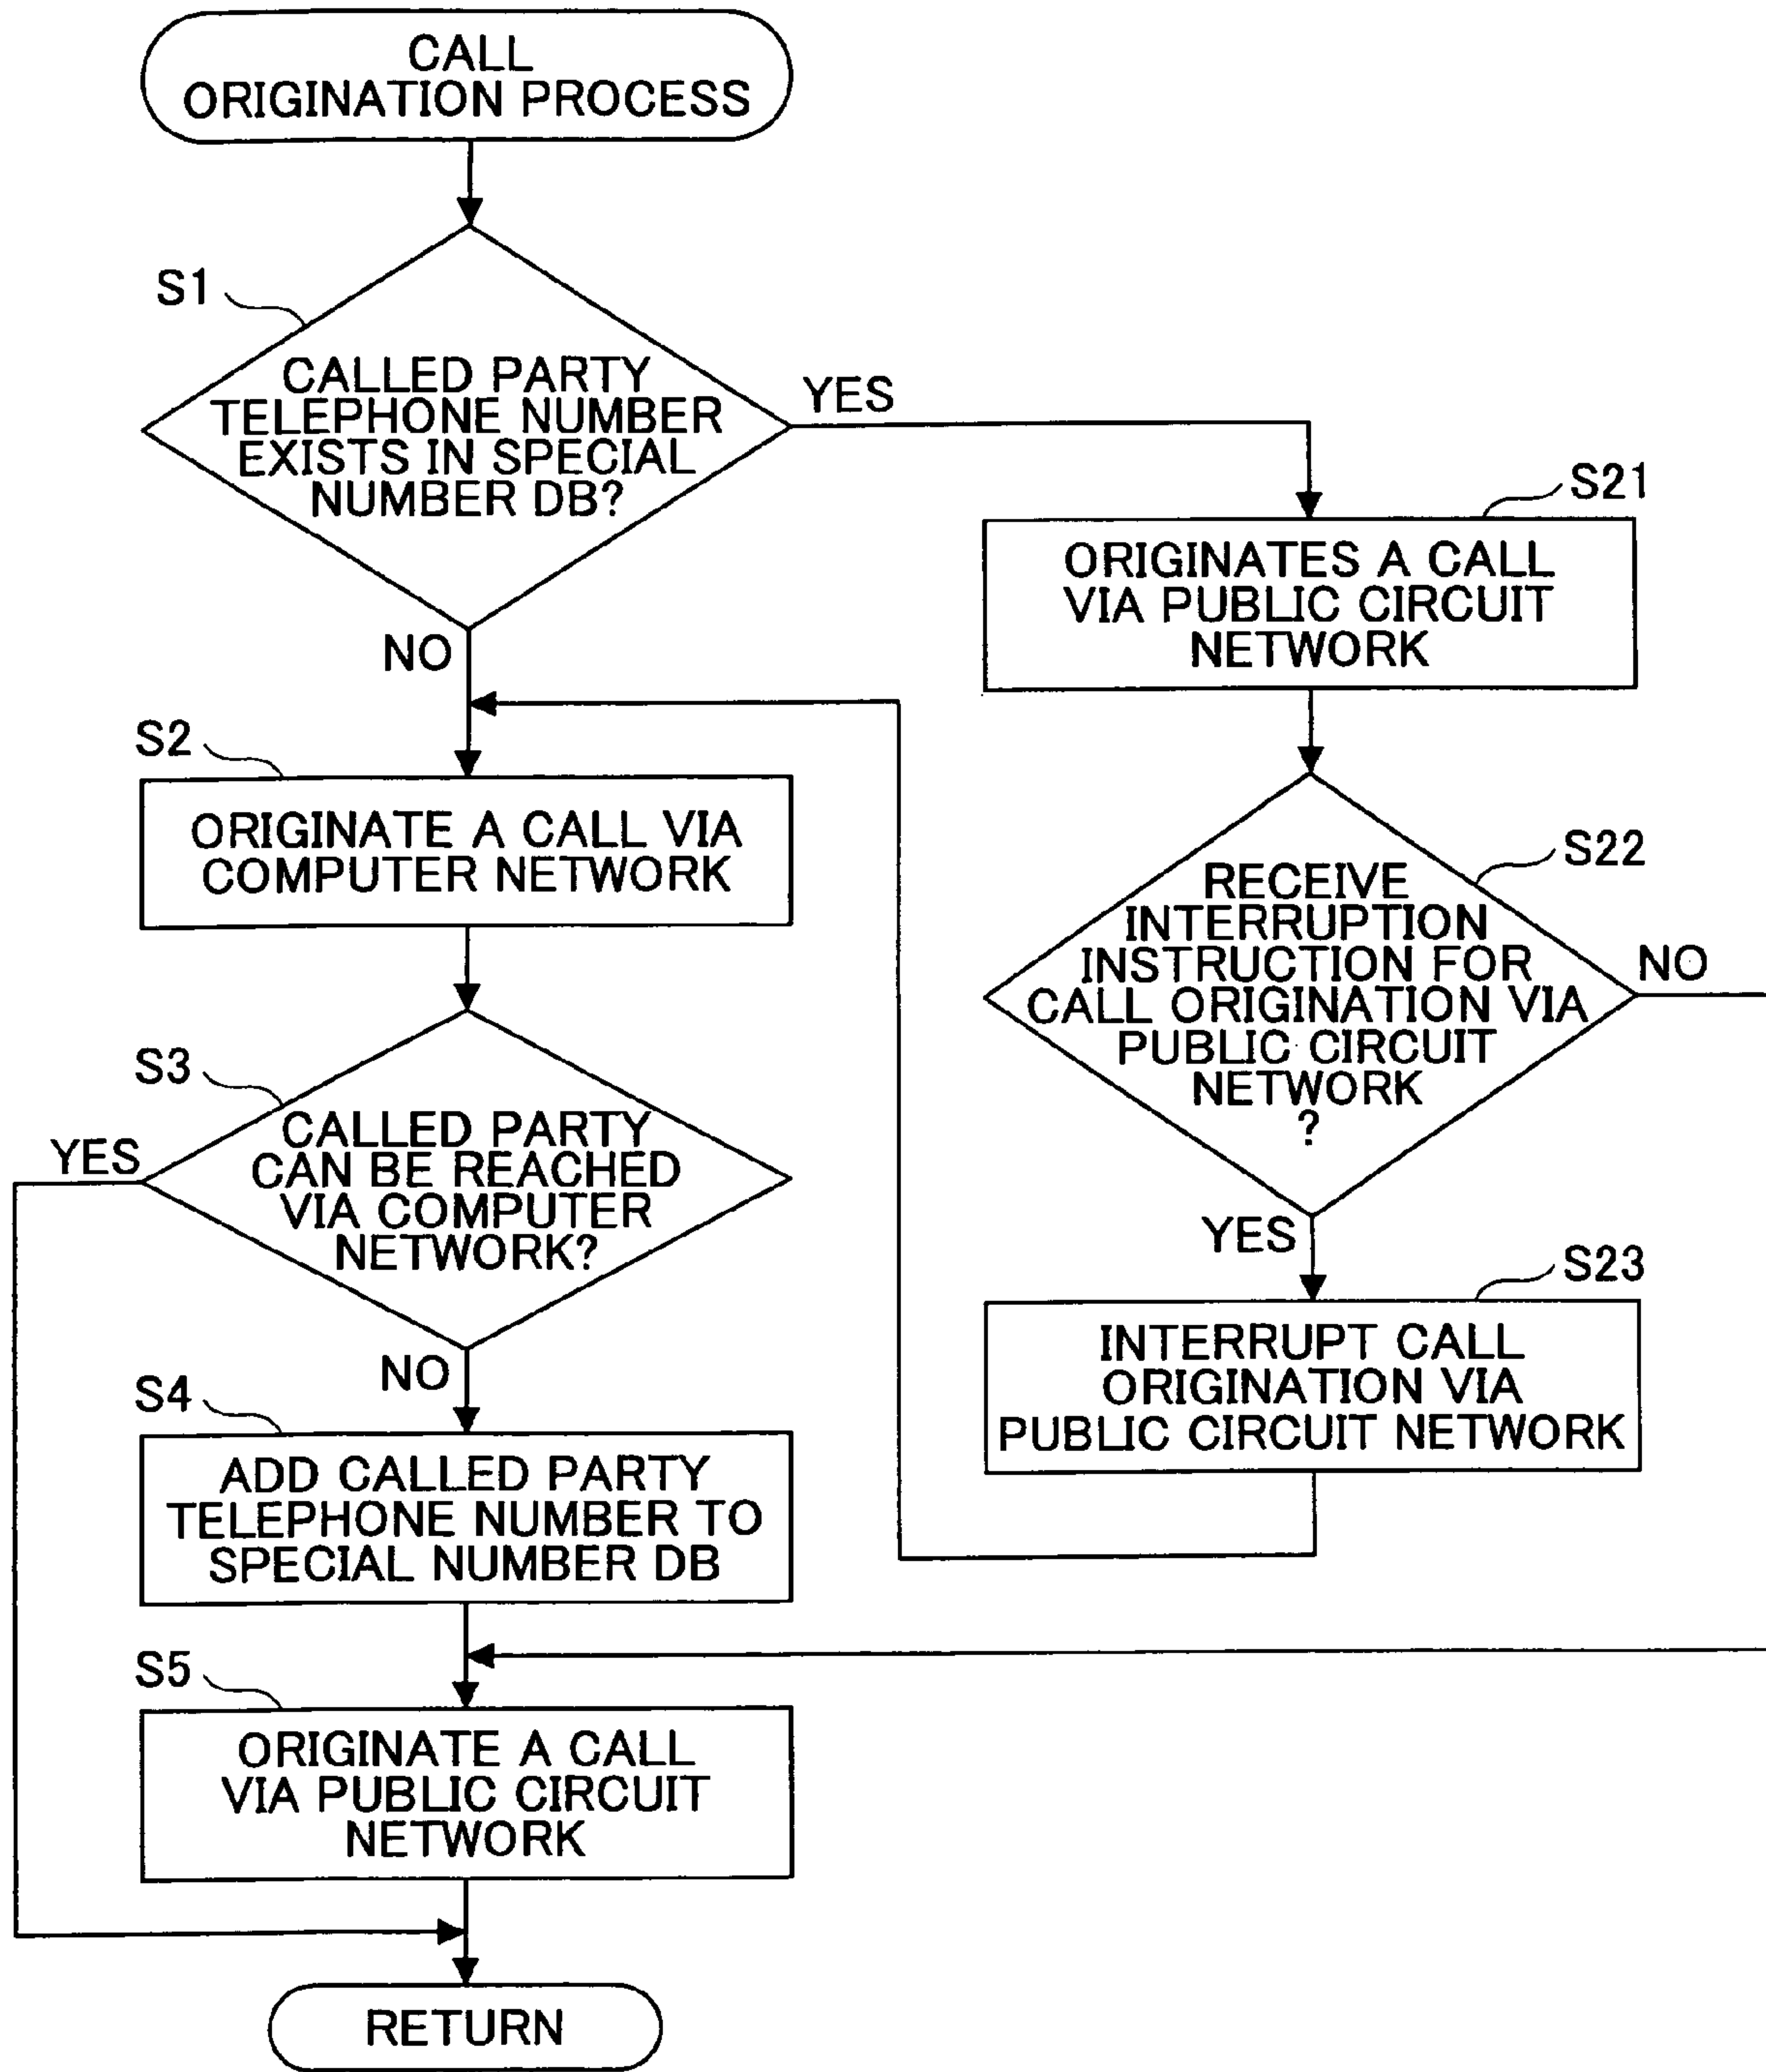 CALL
ORIGINATION PROCESS
S1
CALLED PARTY
TELEPHONE NUMBER
EXISTS IN SPECIAL
NUMBER DB?
YES
NO
S21
ORIGINATES A CALL
VIA PUBLIC CIRCUIT
NETWORK
S2
ORIGINATE A CALL VIA
COMPUTER NETWORK
S22
RECEIVE
INTERRUPTION
INSTRUCTION FOR
CALL ORIGINATION VIA
PUBLIC CIRCUIT
NETWORK
?
NO
YES
S3
CALLED PARTY
CAN BE REACHED
VIA COMPUTER
NETWORK?
YES
NO
S23
INTERRUPT CALL
ORIGINATION VIA
PUBLIC CIRCUIT NETWORK
S4
ADD CALLED PARTY
TELEPHONE NUMBER TO
SPECIAL NUMBER DB
S5
ORIGINATE A CALL
VIA PUBLIC CIRCUIT
NETWORK
RETURN